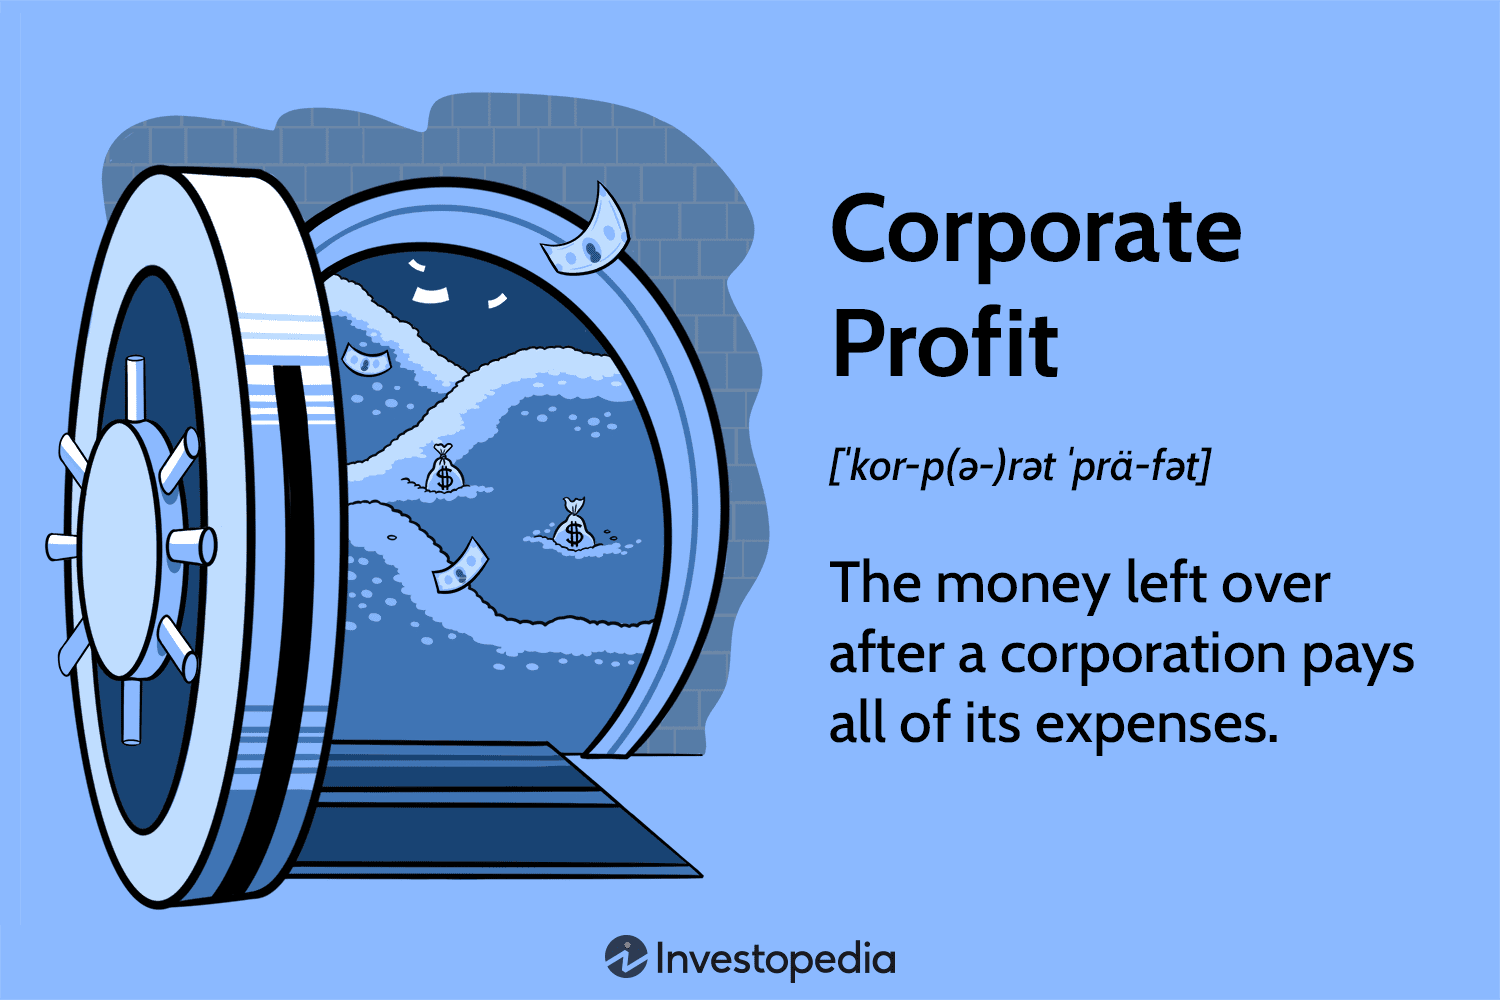 Corporate
Profit
[ˈkor-p(ə-)rət ˈprä-fət]
The money left over
after a corporation pays
all of its expenses.
$
$
Investopedia